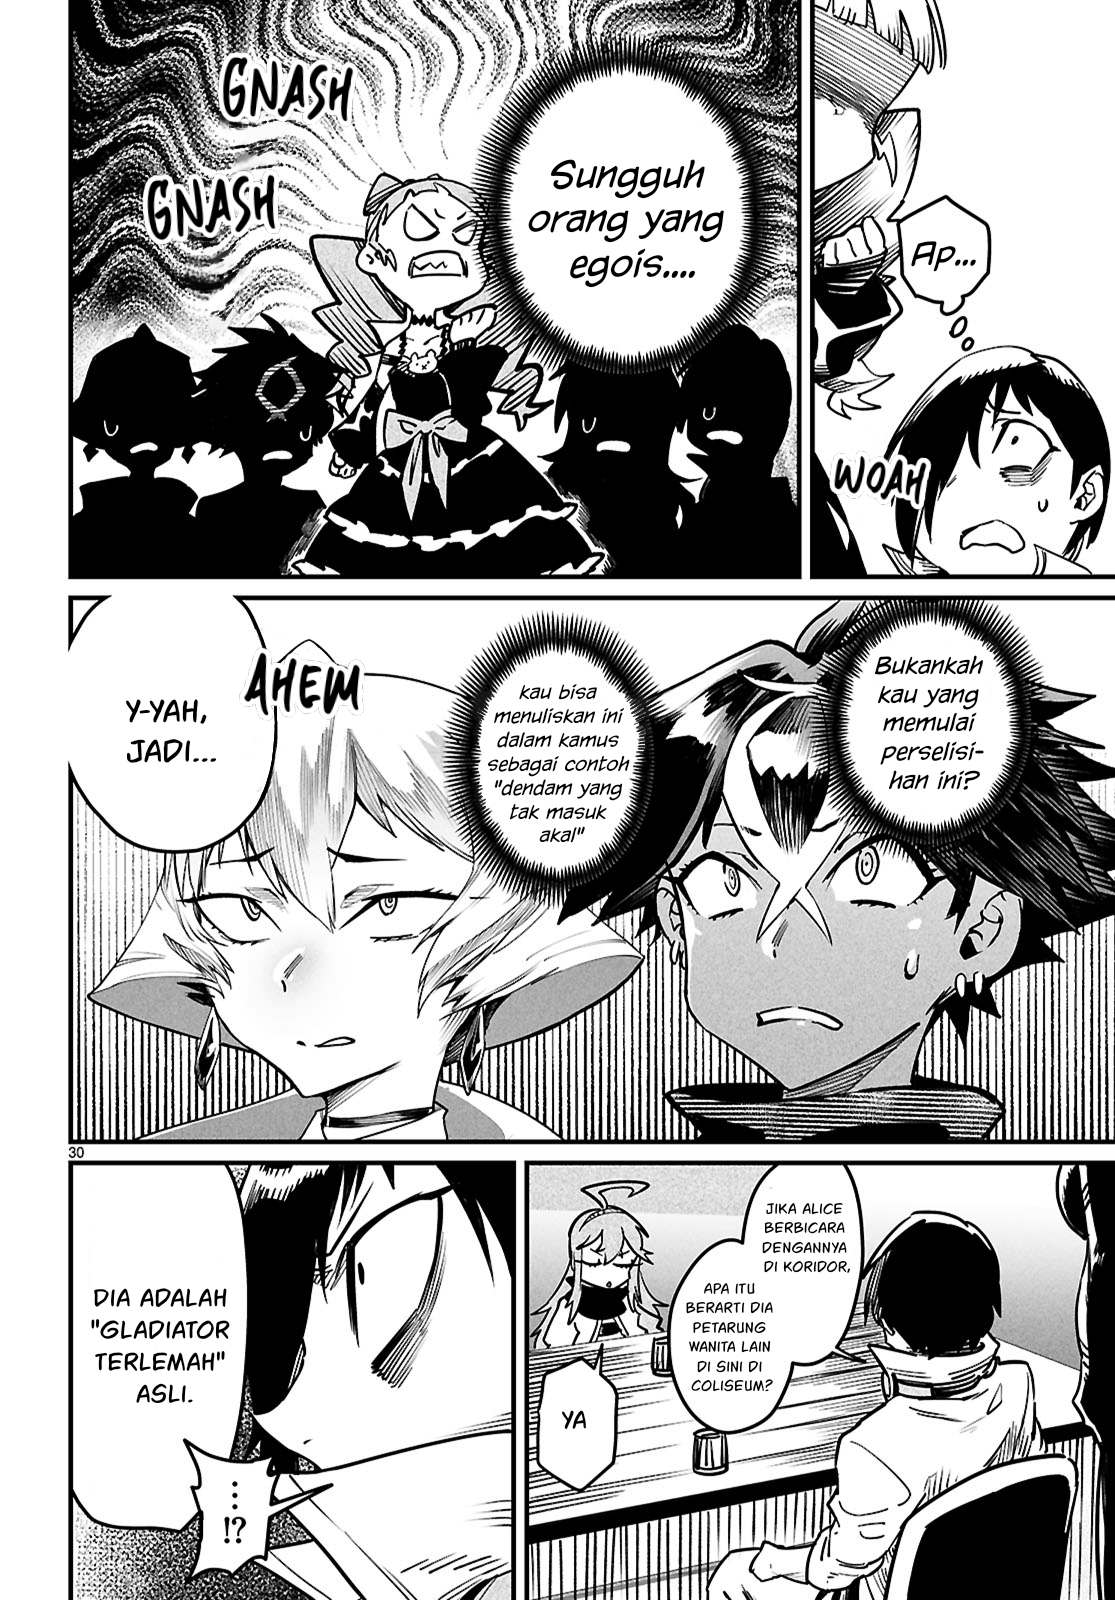 Ap...
WOAH
Sungguh
orang yang
egois....
GNASH
GNASH
Bukankah
kau yang
memulai
perselisi-
han ini?
kau bisa
menuliskan ini
dalam kamus
sebagai contoh
"dendam yang
tak masuk
akal"
AHEM
Y-YAH,
JADI...
30
JIKA ALICE
BERBICARA
DENGANNYA
DI KORIDOR,
APA ITU
BERARTI DIA
PETARUNG
WANITA LAIN
DI SINI DI
COLISEUM?
YA
DIA ADALAH
"GLADIATOR
TERLEMAH"
ASLI.
......
!?